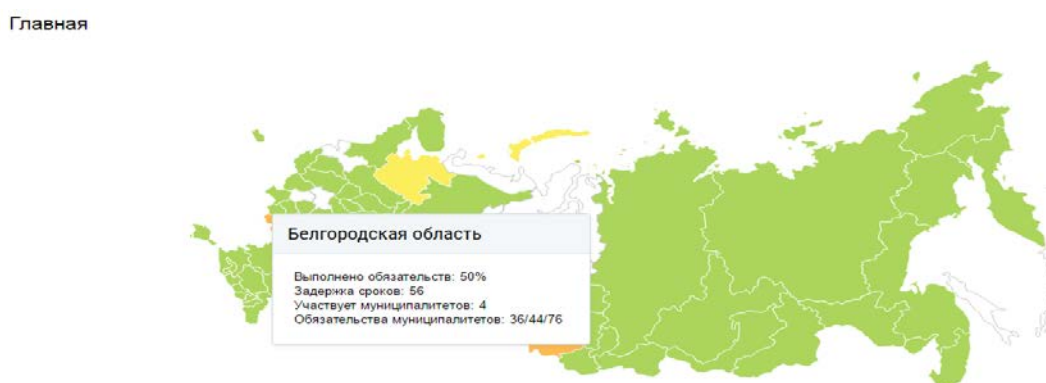 Главная
Белгородская область
Выполнено обязательств: 50%
Задержка сроков: 56
Участвует муниципалитетов: 4
Обязательства муниципалитетов: 36/44/76